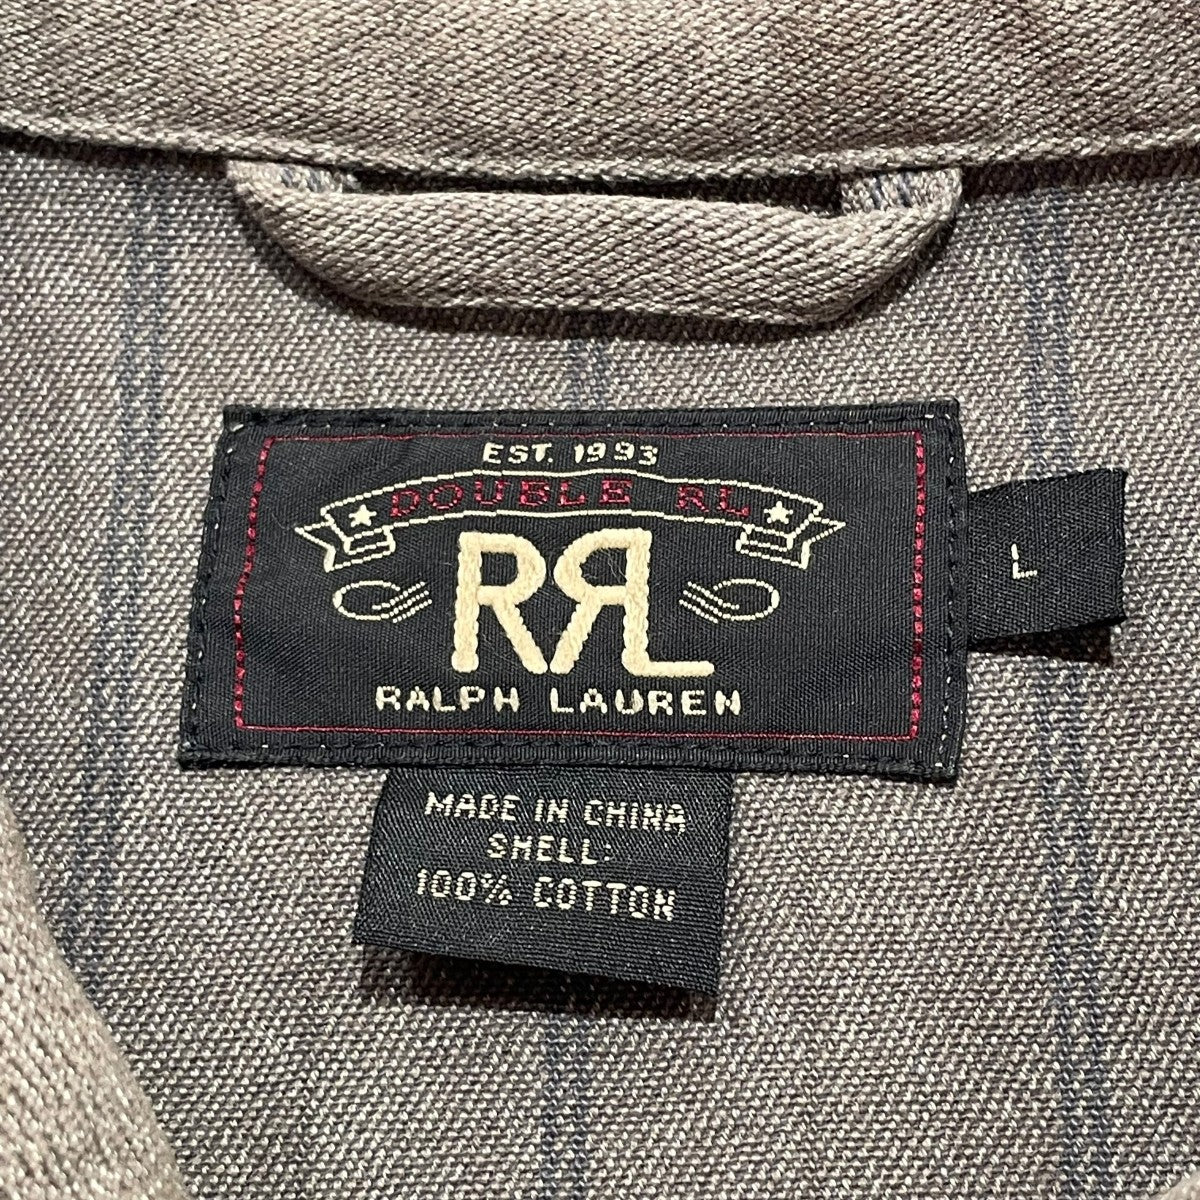 EST. 1993
DOUBLE RL
RRL
RALPH LAUREN
L
MADE IN CHINA
SHELL:
100% COTTON